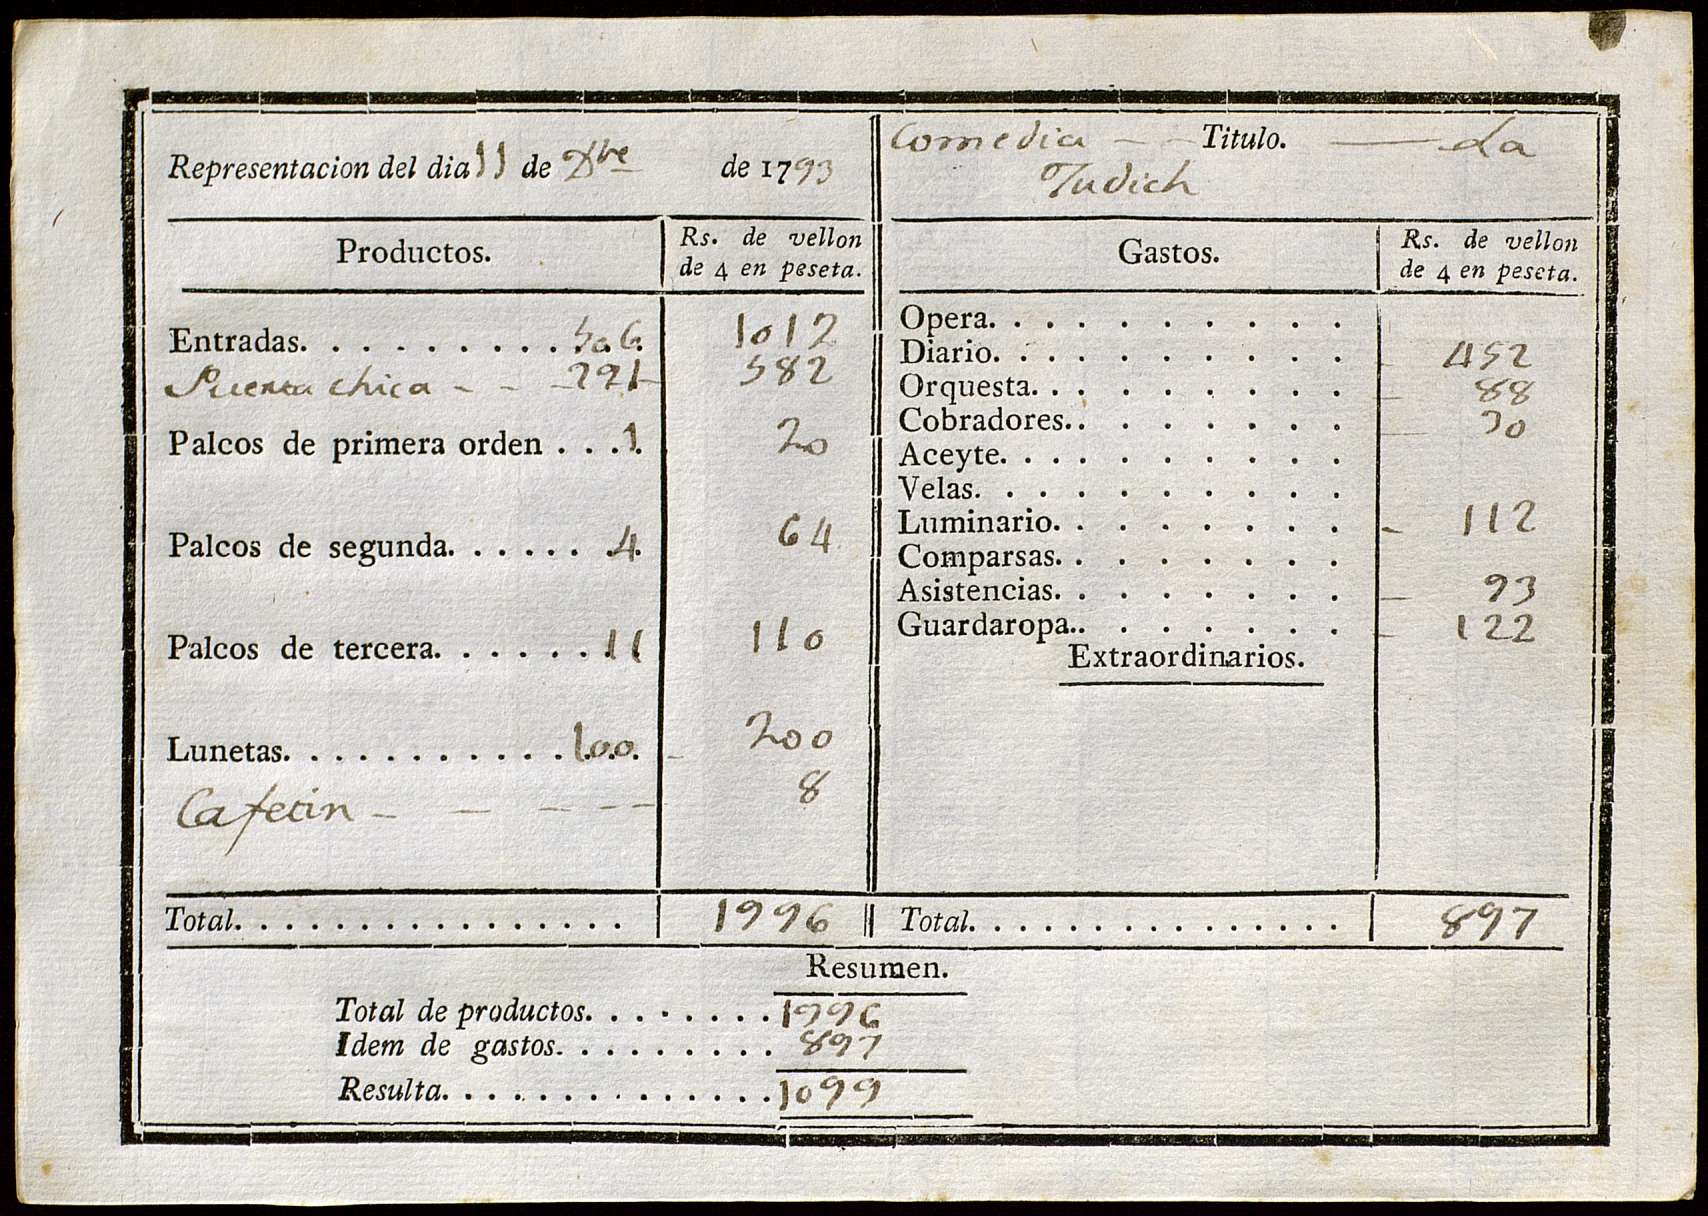 Representacion del dia 11 de Xbre de 1793
Comedia - - Titulo. — La
Judich
Productos. Rs. de vellon
de 4 en peseta.
Entradas. . . . . . . . . . 506. 1012
Puerta chica - - - 291- 582
Palcos de primera orden . . . 1. 20
Palcos de segunda. . . . . . . 4. 64
Palcos de tercera. . . . . . . 11 110
Lunetas. . . . . . . . . . . . 100. 200
Cafetin - - - - - 8
Total. . . . . . . . . . . . . . . . 1996
Gastos. Rs. de vellon
de 4 en peseta.
Opera. . . . . . . . . .
Diario. . . . . . . . . . 452
Orquesta. . . . . . . . . 88
Cobradores. . . . . . . . 30
Aceyte. . . . . . . . . .
Velas. . . . . . . . . .
Luminario. . . . . . . . 112
Comparsas. . . . . . . .
Asistencias. . . . . . . . 93
Guardaropa. . . . . . . . 122
Extraordinarios.
Total. . . . . . . . . . . . . . . . 897
Resumen.
Total de productos. . . . . . . . 1996
Idem de gastos. . . . . . . . . 897
Resulta. . . . . . . . . . . . . . 1099